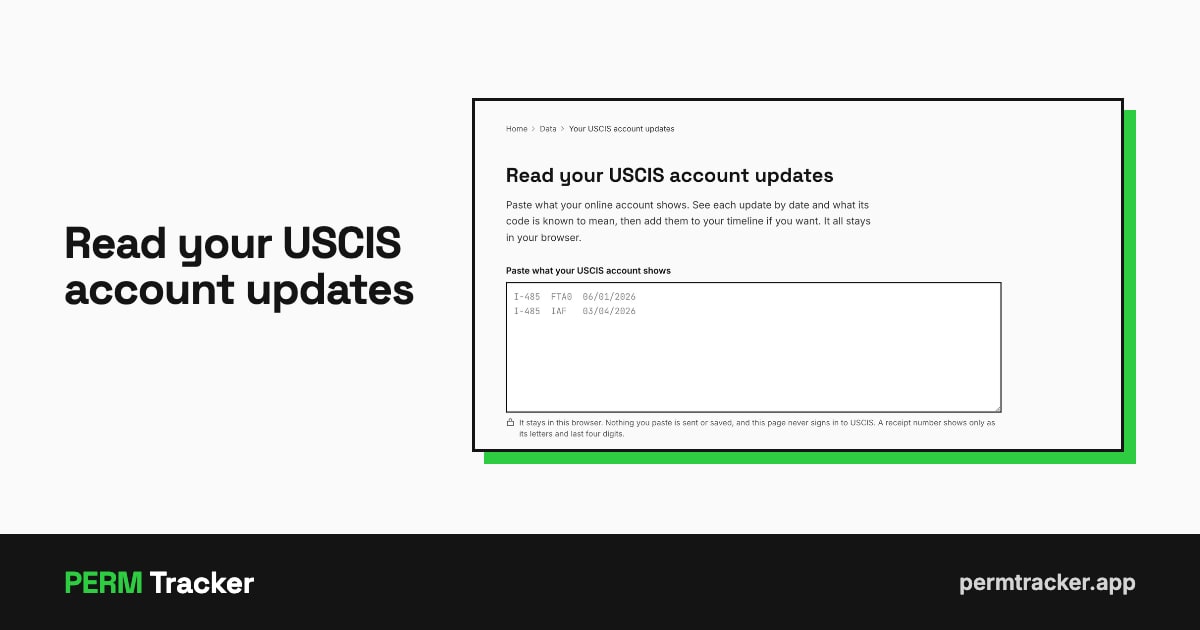 Read your USCIS
account updates
Home > Data > Your USCIS account updates
Read your USCIS account updates
Paste what your online account shows. See each update by date and what its
code is known to mean, then add them to your timeline if you want. It all stays
in your browser.
Paste what your USCIS account shows
I-485 FTA0 06/01/2026
I-485 IAF 03/04/2026
It stays in this browser. Nothing you paste is sent or saved, and this page never signs in to USCIS. A receipt number shows only as
its letters and last four digits.
PERM Tracker
permtracker.app